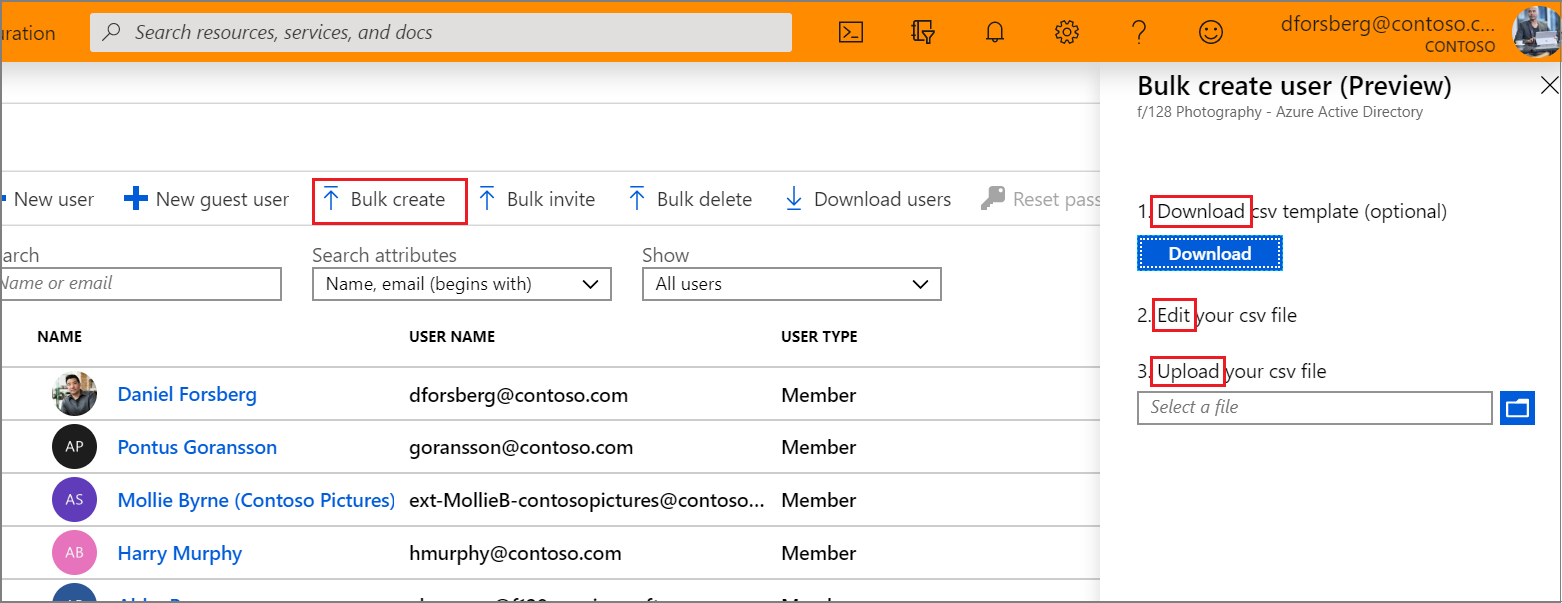 uration
Search resources, services, and docs
dforsberg@contoso.c...
CONTOSO
Bulk create user (Preview)
f/128 Photography - Azure Active Directory
New user
New guest user
Bulk create
Bulk invite
Bulk delete
Download users
Reset pass
arch
Search attributes
Show
Name or email
Name, email (begins with)
All users
NAME
USER NAME
USER TYPE
Daniel Forsberg
dforsberg@contoso.com
Member
AP
Pontus Goransson
goransson@contoso.com
Member
AS
Mollie Byrne (Contoso Pictures)
ext-MollieB-contosopictures@contoso...
Member
AB
Harry Murphy
hmurphy@contoso.com
Member
1. Download csv template (optional)
Download
2. Edit your csv file
3. Upload your csv file
Select a file